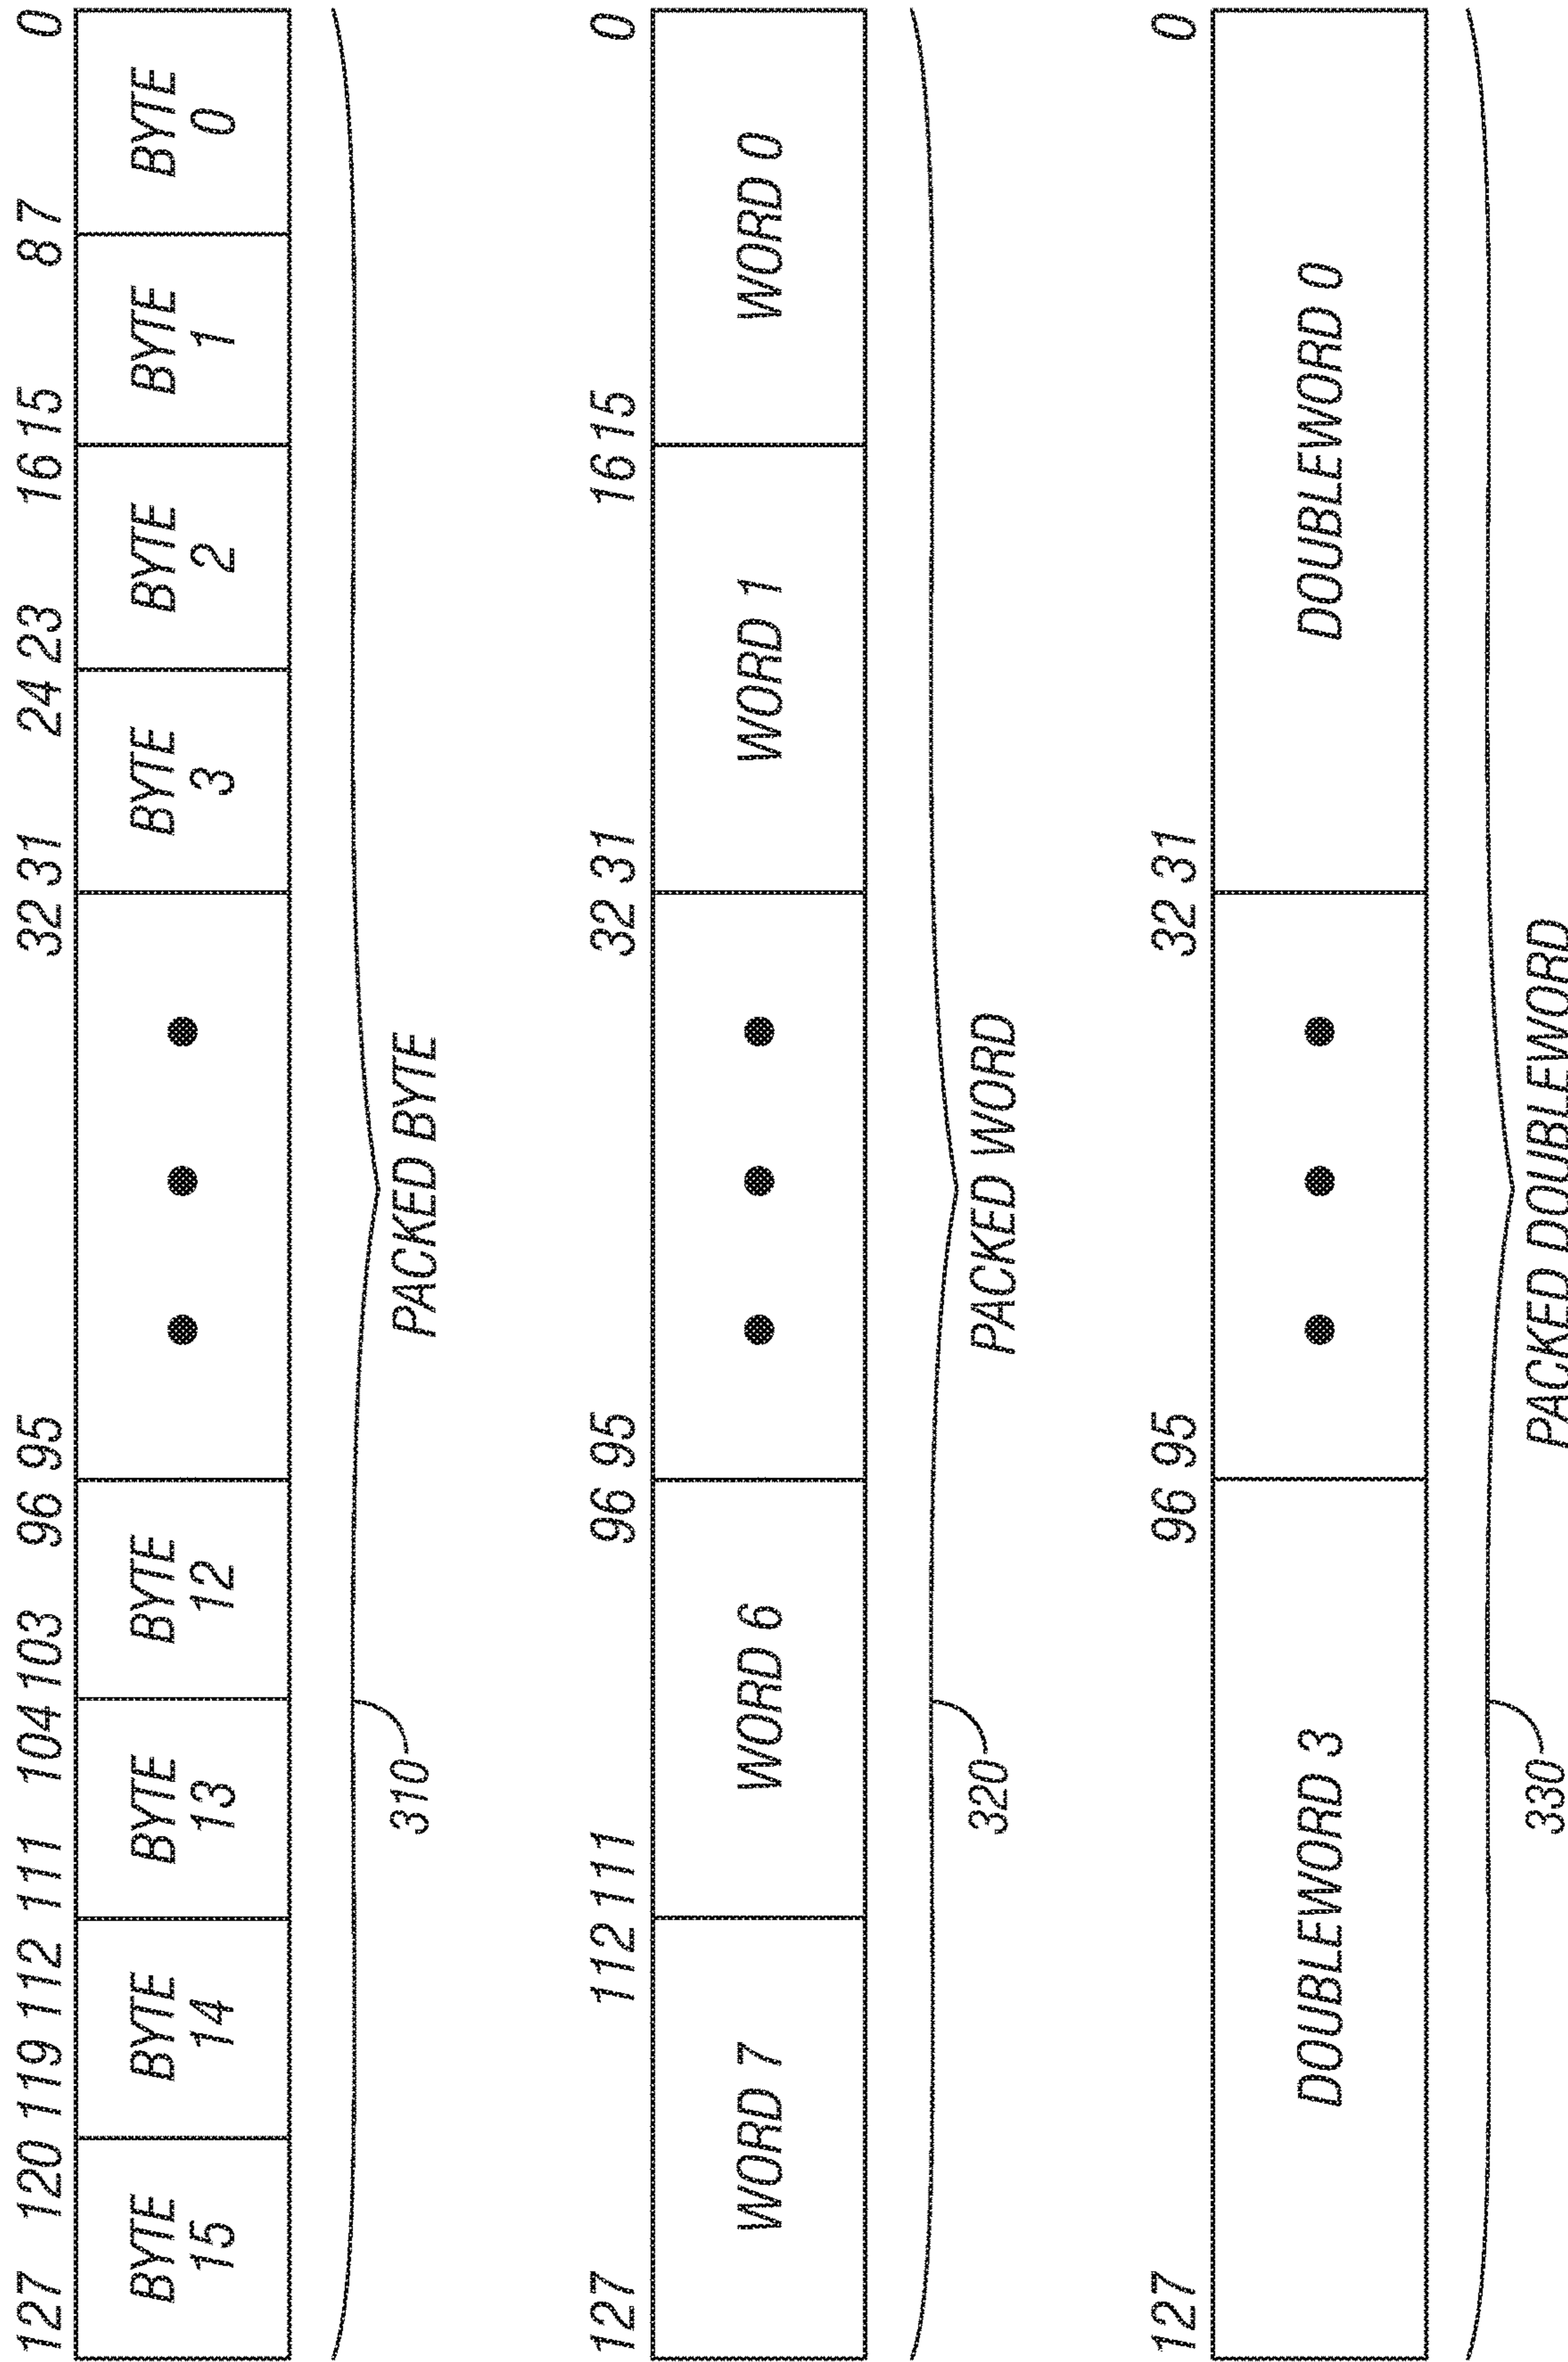 127 120 119 112 111 104 103 96 95 32 31 24 23 16 15 8 7 0
BYTE 15
BYTE 14
BYTE 13
BYTE 12
BYTE 3
BYTE 2
BYTE 1
BYTE 0
310
PACKED BYTE
127 112 111 96 95 32 31 16 15 0
WORD 7 WORD 6 WORD 1 WORD 0
320
PACKED WORD
127 96 95 32 31 0
DOUBLEWORD 3 DOUBLEWORD 0
330
PACKED DOUBLEWORD